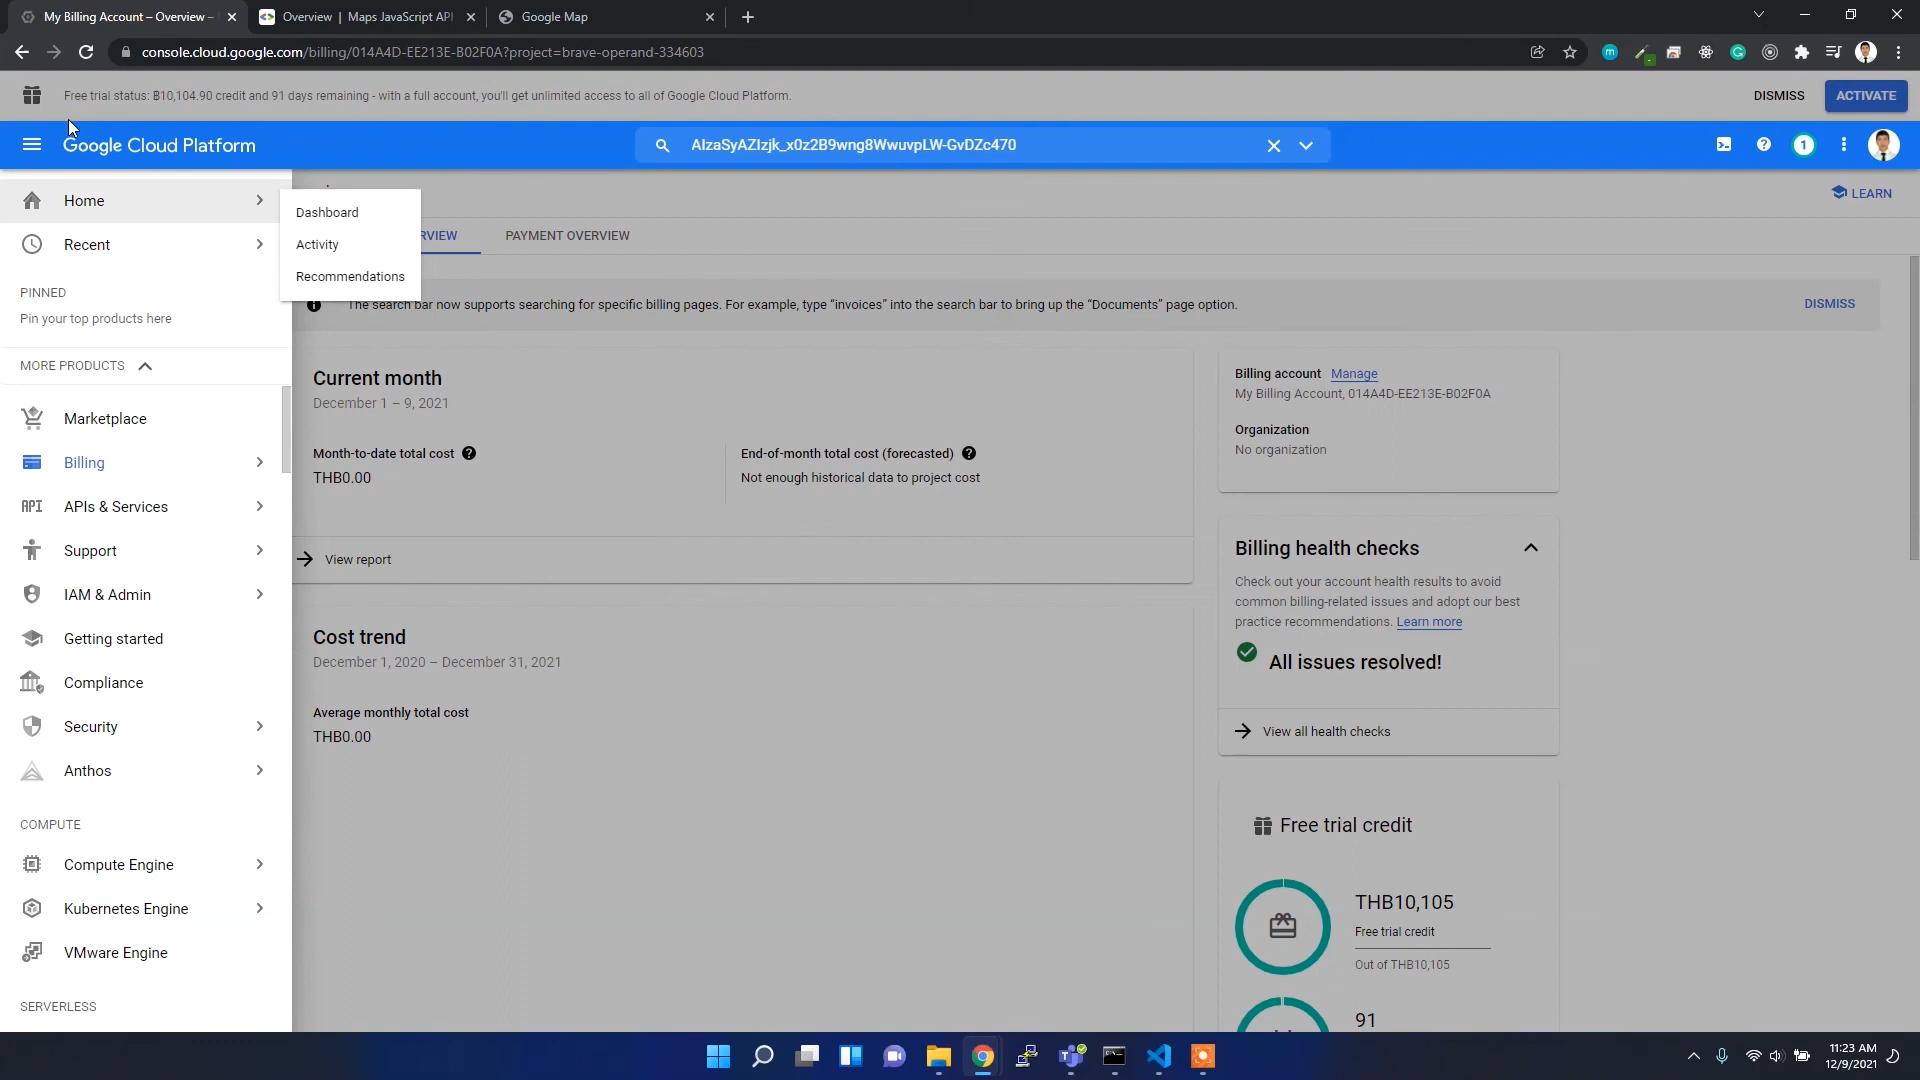 My Billing Account – Overview –
Overview | Maps JavaScript API
Google Map
console.cloud.google.com/billing/014A4D-EE213E-B02F0A?project=brave-operand-334603
Free trial status: ฿10,104.90 credit and 91 days remaining - with a full account, you'll get unlimited access to all of Google Cloud Platform.
DISMISS
ACTIVATE
Google Cloud Platform
AIzaSyAZIzjk_x0z2B9wng8WwuvpLW-GvDZc470
1
Home
Recent
PINNED
Pin your top products here
MORE PRODUCTS
Marketplace
Billing
API
APIs & Services
Support
IAM & Admin
Getting started
Compliance
Security
Anthos
COMPUTE
Compute Engine
Kubernetes Engine
VMware Engine
SERVERLESS
Dashboard
Activity
Recommendations
LEARN
RVIEW
PAYMENT OVERVIEW
The search bar now supports searching for specific billing pages. For example, type “invoices” into the search bar to bring up the “Documents” page option.
DISMISS
Current month
December 1 – 9, 2021
Month-to-date total cost
THB0.00
End-of-month total cost (forecasted)
Not enough historical data to project cost
View report
Cost trend
December 1, 2020 – December 31, 2021
Average monthly total cost
THB0.00
Billing account Manage
My Billing Account, 014A4D-EE213E-B02F0A
Organization
No organization
Billing health checks
Check out your account health results to avoid
common billing-related issues and adopt our best
practice recommendations. Learn more
All issues resolved!
View all health checks
Free trial credit
THB10,105
Free trial credit
Out of THB10,105
91
11:23 AM
12/9/2021